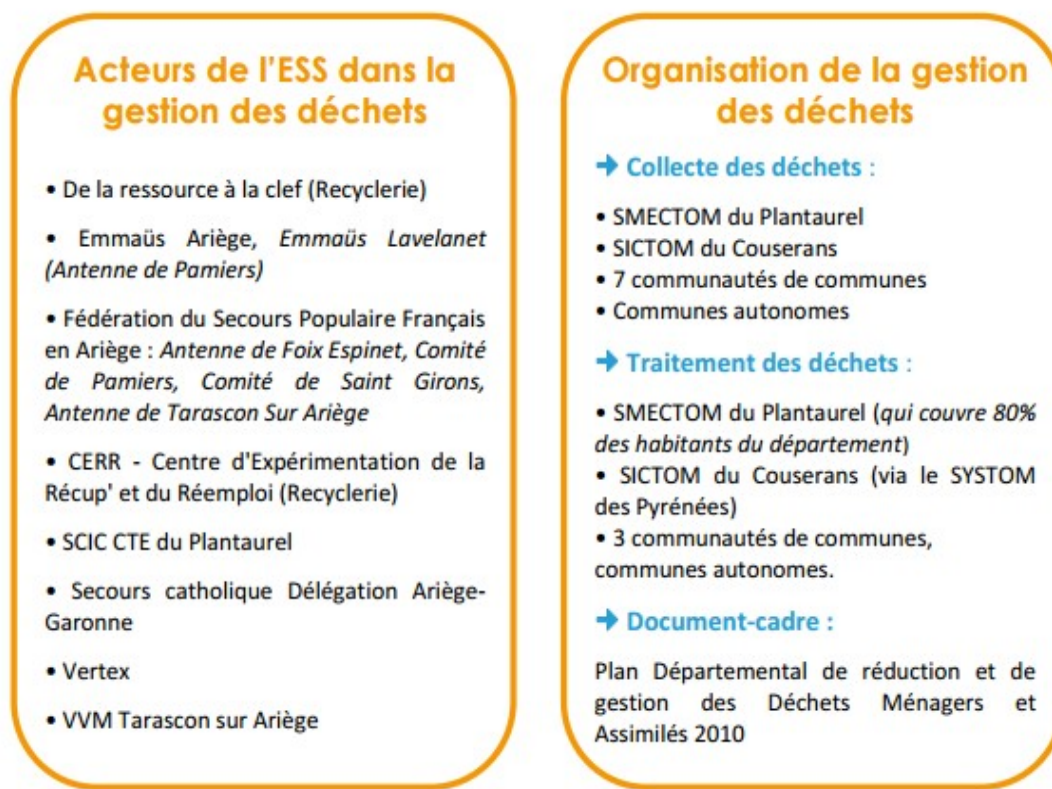 Acteurs de l'ESS dans la
gestion des déchets
• De la ressource à la clef (Recyclerie)
• Emmaüs Ariège, Emmaüs Lavelanet
(Antenne de Pamiers)
• Fédération du Secours Populaire Français
en Ariège : Antenne de Foix Espinet, Comité
de Pamiers, Comité de Saint Girons,
Antenne de Tarascon Sur Ariège
• CERR - Centre d'Expérimentation de la
Récup' et du Réemploi (Recyclerie)
• SCIC CTE du Plantaurel
• Secours catholique Délégation Ariège-
Garonne
• Vertex
• VVM Tarascon sur Ariège
Organisation de la gestion
des déchets
➔ Collecte des déchets :
• SMECTOM du Plantaurel
• SICTOM du Couserans
• 7 communautés de communes
• Communes autonomes
➔ Traitement des déchets :
• SMECTOM du Plantaurel (qui couvre 80%
des habitants du département)
• SICTOM du Couserans (via le SYSTOM
des Pyrénées)
• 3 communautés de communes,
communes autonomes.
➔ Document-cadre :
Plan Départemental de réduction et de
gestion des Déchets Ménagers et
Assimilés 2010